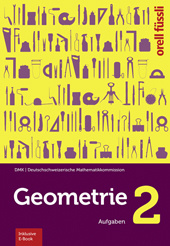 orell füssli
DMK | Deutschschweizerische Mathematikkommission
Geometrie 2
Aufgaben
Inklusive
E-Book